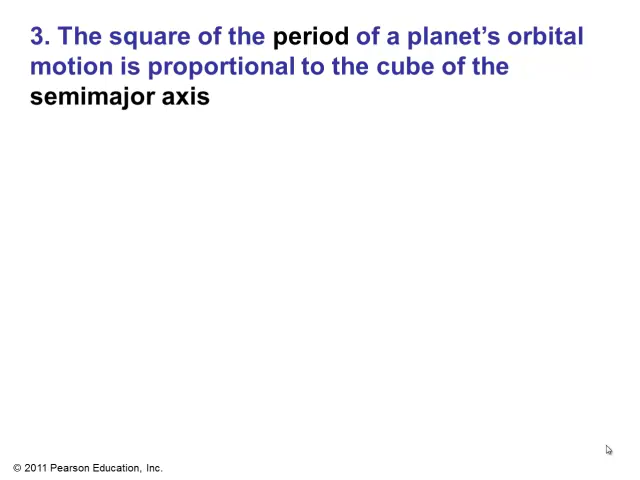 3. The square of the period of a planet’s orbital
motion is proportional to the cube of the
semimajor axis
© 2011 Pearson Education, Inc.